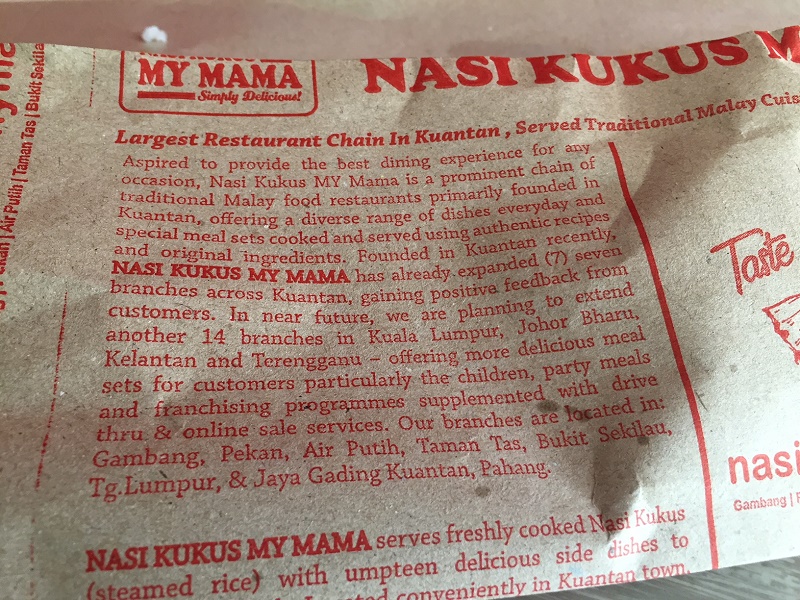 MY MAMA
Simply Delicious!
NASI KUKUS
Largest Restaurant Chain In Kuantan , Served Traditional Malay
Aspired to provide the best dining experience for any
occasion, Nasi Kukus MY Mama is a prominent chain of
traditional Malay food restaurants primarily founded in
Kuantan, offering a diverse range of dishes everyday and
special meal sets cooked and served using authentic recipes
and original ingredients. Founded in Kuantan recently,
NASI KUKUS MY MAMA has already expanded (7) seven
branches across Kuantan, gaining positive feedback from
customers. In near future, we are planning to extend
another 14 branches in Kuala Lumpur, Johor Bharu,
Kelantan and Terengganu – offering more delicious meal
sets for customers particularly the children, party meals
and franchising programmes supplemented with drive
thru & online sale services. Our branches are located in:
Gambang, Pekan, Air Putih, Taman Tas, Bukit Sekilau,
Tg.Lumpur, & Jaya Gading Kuantan, Pahang.
NASI KUKUS MY MAMA serves freshly cooked Nasi Kukus
(steamed rice) with umpteen delicious side dishes to
conveniently in Kuantan town.
Taste
nasi
Gambang |
| Air Putih | Taman Tas | Bukit Sekila